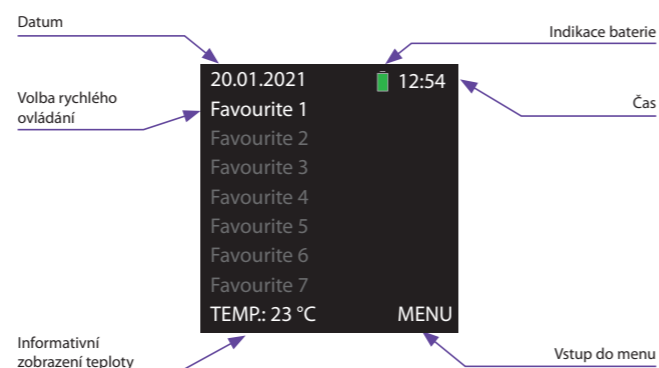 Datum
Indikace baterie
20.01.2021 12:54
Volba rychlého
ovládání
Čas
Favourite 1
Favourite 2
Favourite 3
Favourite 4
Favourite 5
Favourite 6
Favourite 7
TEMP.: 23 °C MENU
Informativní
zobrazení teploty
Vstup do menu